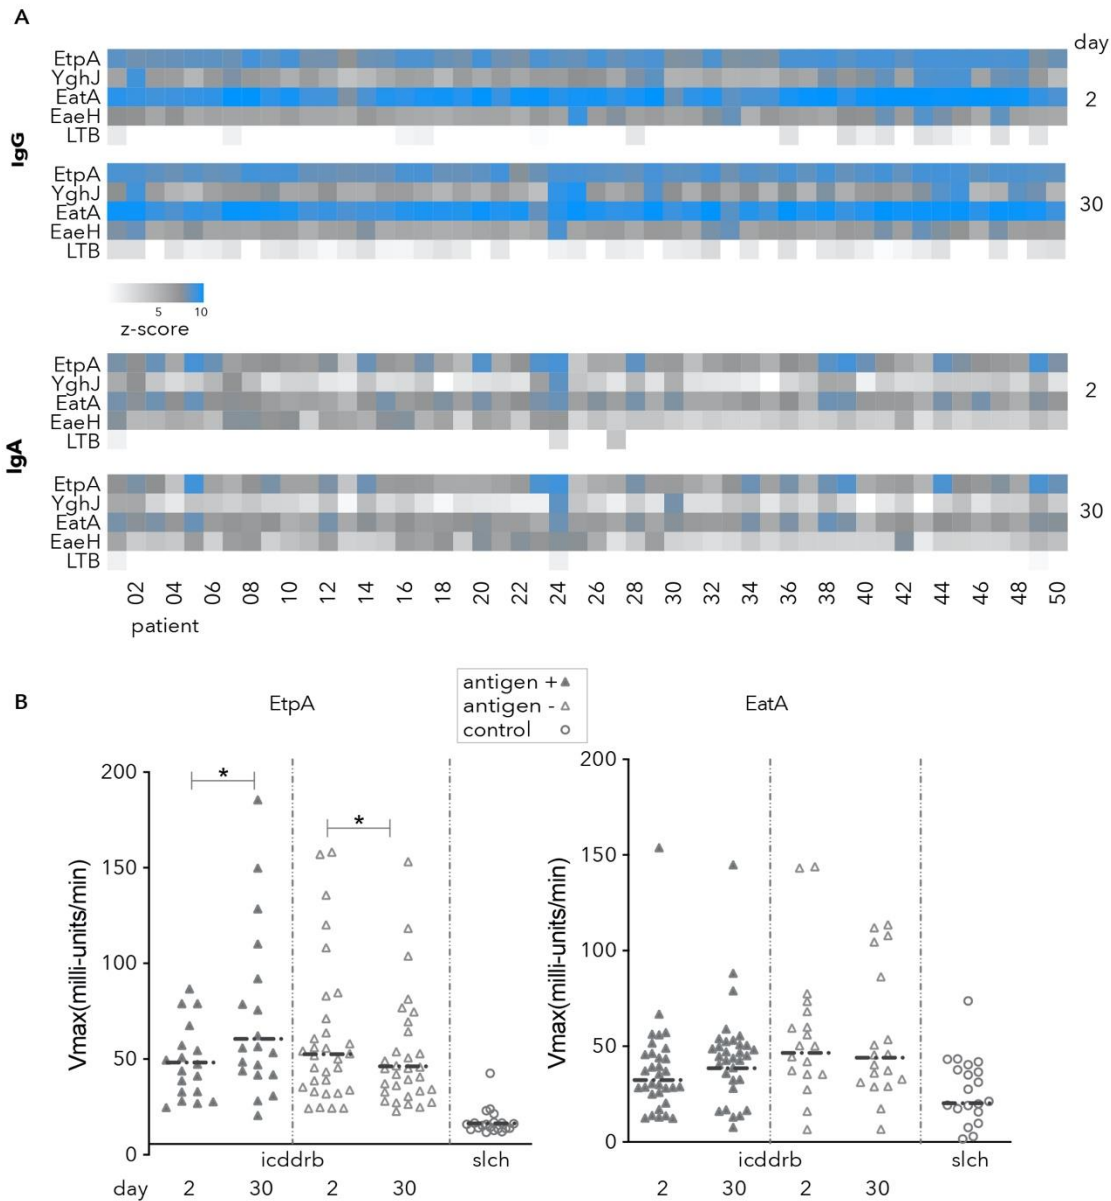 A
day
EtpA
YghJ
EatA
EaeH
LTB
2
IgG
EtpA
YghJ
EatA
EaeH
LTB
30
5 10
z-score
EtpA
YghJ
EatA
EaeH
LTB
2
IgA
EtpA
YghJ
EatA
EaeH
LTB
30
02 04 06 08 10 12 14 16 18 20 22 24 26 28 30 32 34 36 38 40 42 44 46 48 50
patient
B
EtpA
antigen +
antigen -
control
EatA
Vmax(milli-units/min)
200
150
100
50
0
*
*
icddrb slch
day 2 30 2 30
Vmax(milli-units/min)
200
150
100
50
0
icddrb slch
2 30 2 30